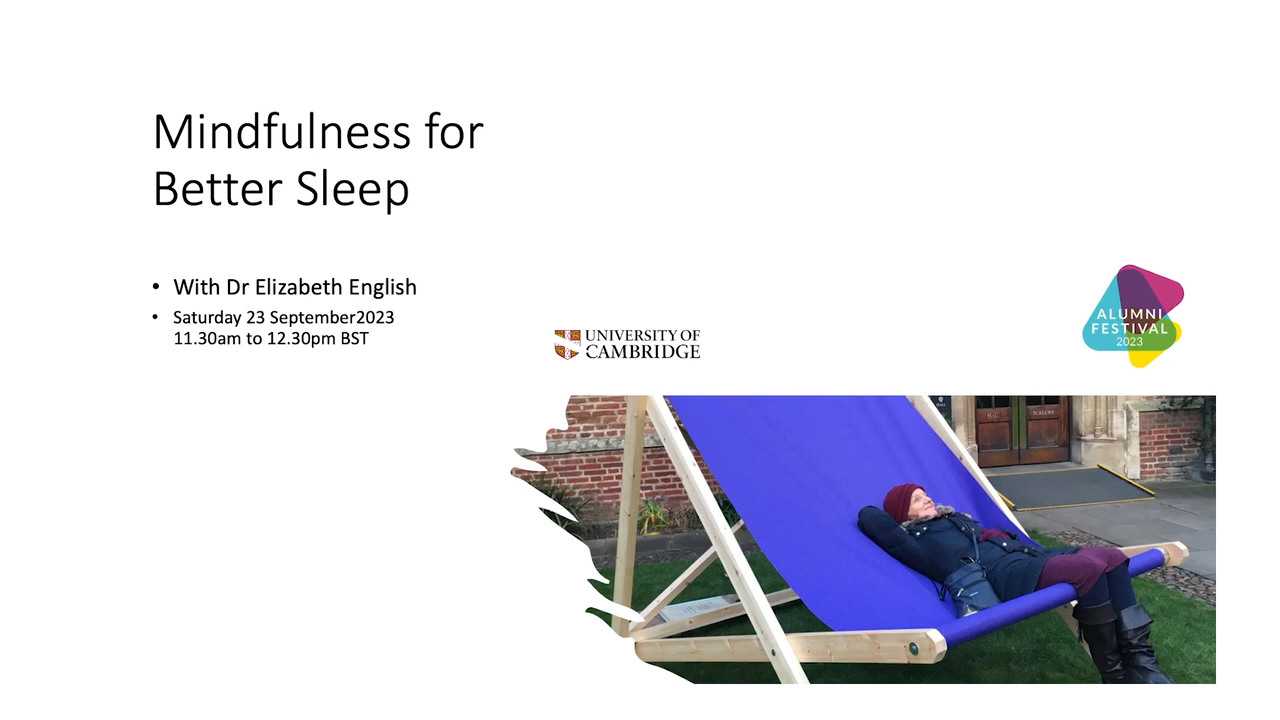 Mindfulness for
Better Sleep
• With Dr Elizabeth English
• Saturday 23 September2023
11.30am to 12.30pm BST
UNIVERSITY OF
CAMBRIDGE
ALUMNI
FESTIVAL
2023
HALL
SCREENS